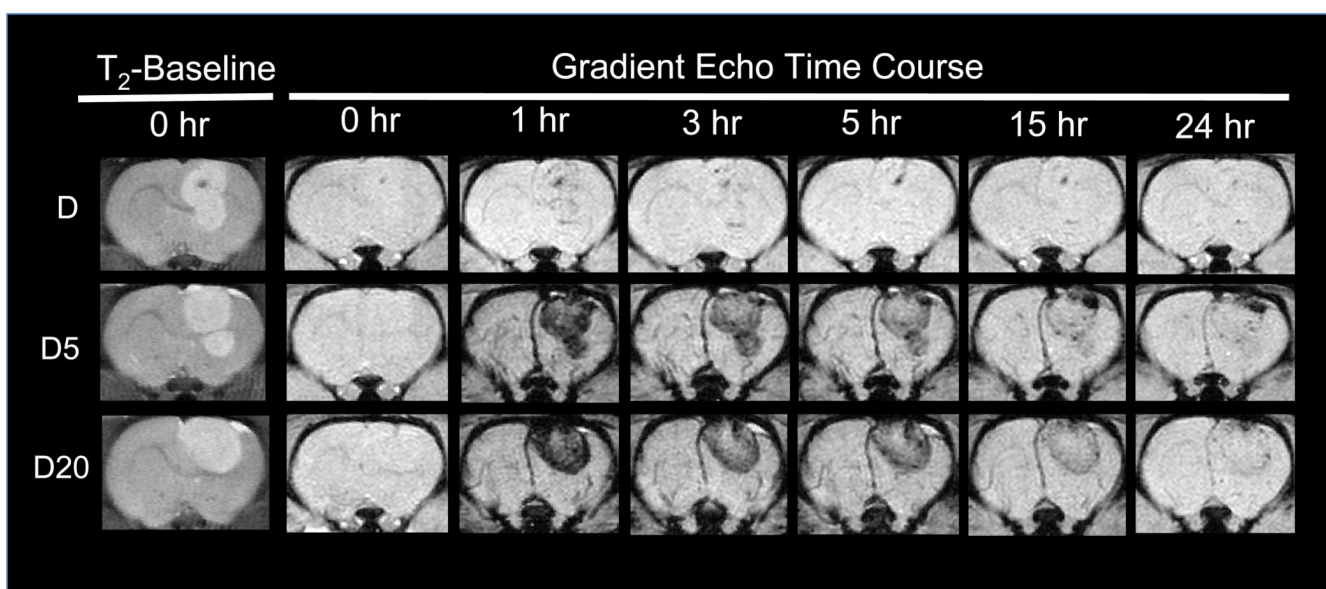 T₂-Baseline Gradient Echo Time Course
0 hr 0 hr 1 hr 3 hr 5 hr 15 hr 24 hr
D
D5
D20